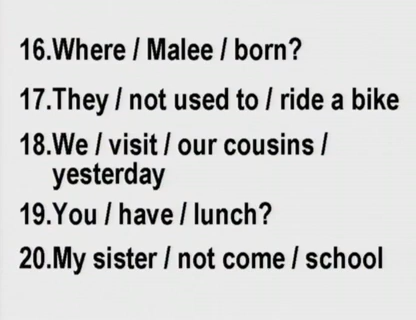 16.Where / Malee / born?
17.They / not used to / ride a bike
18.We / visit / our cousins /
yesterday
19.You / have / lunch?
20.My sister / not come / school